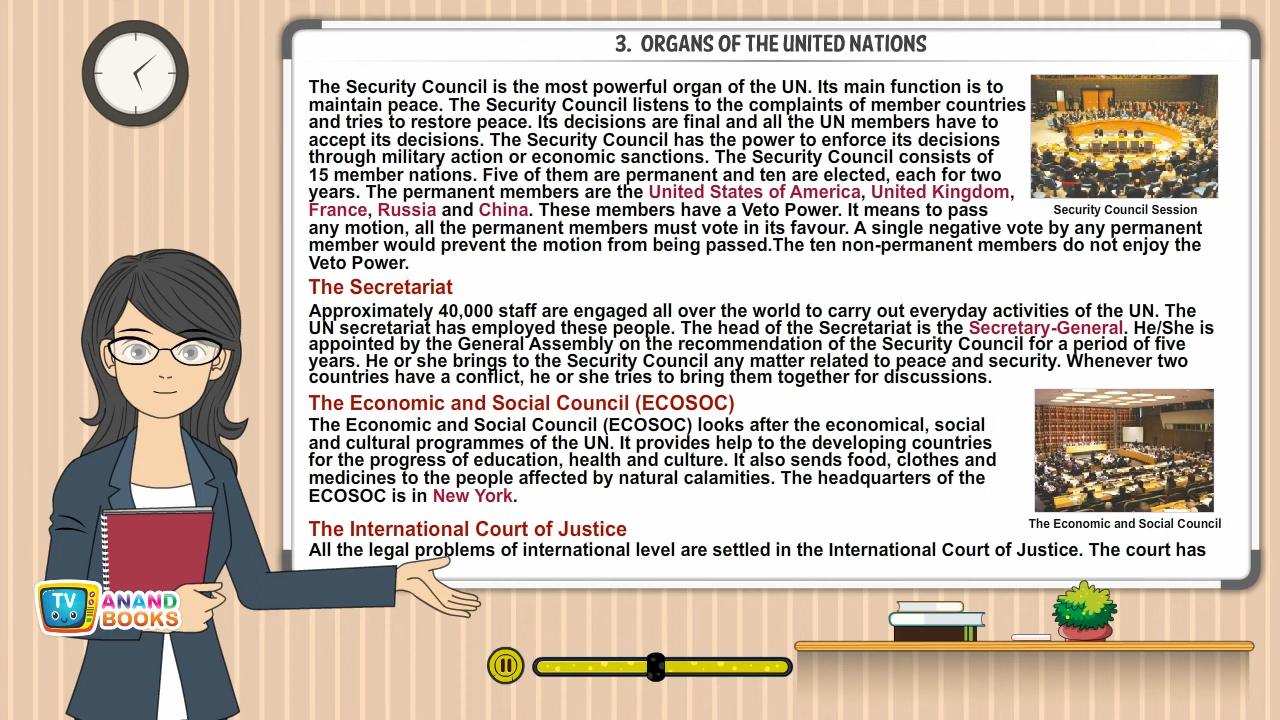 3. ORGANS OF THE UNITED NATIONS
The Security Council is the most powerful organ of the UN. Its main function is to
maintain peace. The Security Council listens to the complaints of member countries
and tries to restore peace. Its decisions are final and all the UN members have to
accept its decisions. The Security Council has the power to enforce its decisions
through military action or economic sanctions. The Security Council consists of
15 member nations. Five of them are permanent and ten are elected, each for two
years. The permanent members are the United States of America, United Kingdom,
France, Russia and China. These members have a Veto Power. It means to pass
any motion, all the permanent members must vote in its favour. A single negative vote by any permanent
member would prevent the motion from being passed.The ten non-permanent members do not enjoy the
Veto Power.
Security Council Session
The Secretariat
Approximately 40,000 staff are engaged all over the world to carry out everyday activities of the UN. The
UN secretariat has employed these people. The head of the Secretariat is the Secretary-General. He/She is
appointed by the General Assembly on the recommendation of the Security Council for a period of five
years. He or she brings to the Security Council any matter related to peace and security. Whenever two
countries have a conflict, he or she tries to bring them together for discussions.
The Economic and Social Council (ECOSOC)
The Economic and Social Council (ECOSOC) looks after the economical, social
and cultural programmes of the UN. It provides help to the developing countries
for the progress of education, health and culture. It also sends food, clothes and
medicines to the people affected by natural calamities. The headquarters of the
ECOSOC is in New York.
The Economic and Social Council
The International Court of Justice
All the legal problems of international level are settled in the International Court of Justice. The court has
TV
ANAND
BOOKS